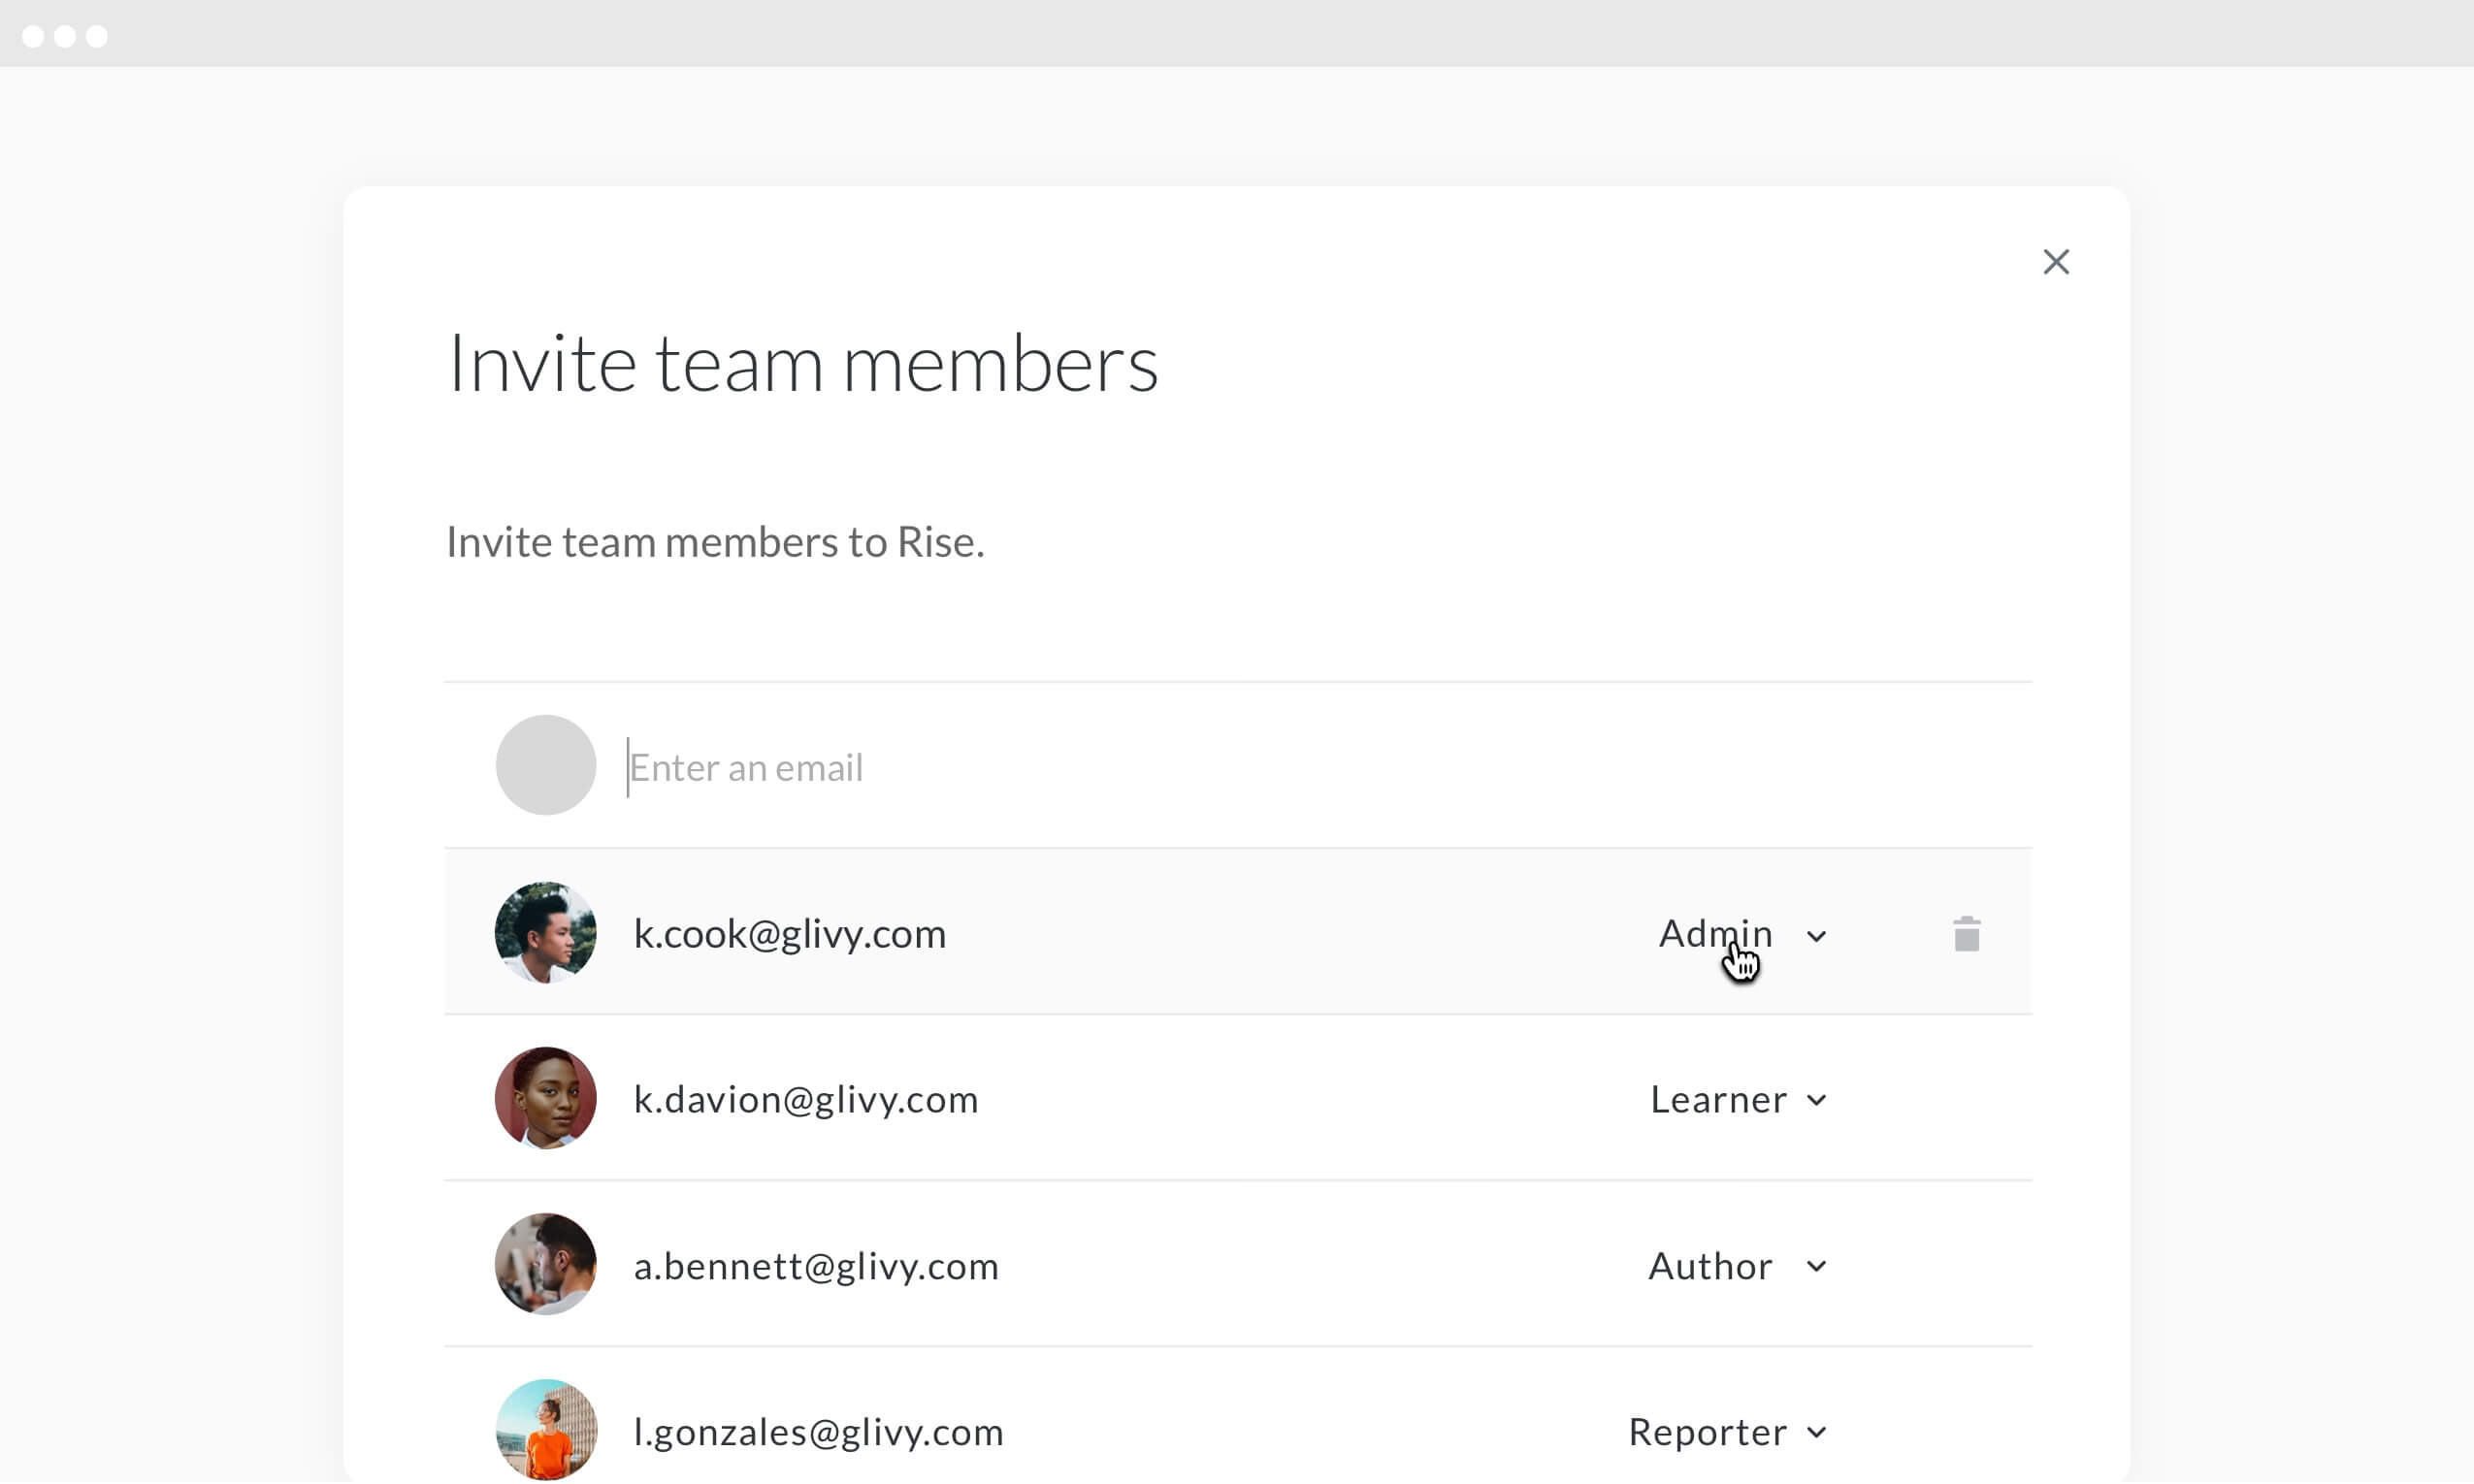 Invite team members
Invite team members to Rise.
Enter an email
k.cook@glivy.com Admin
k.davion@glivy.com Learner
a.bennett@glivy.com Author
l.gonzales@glivy.com Reporter